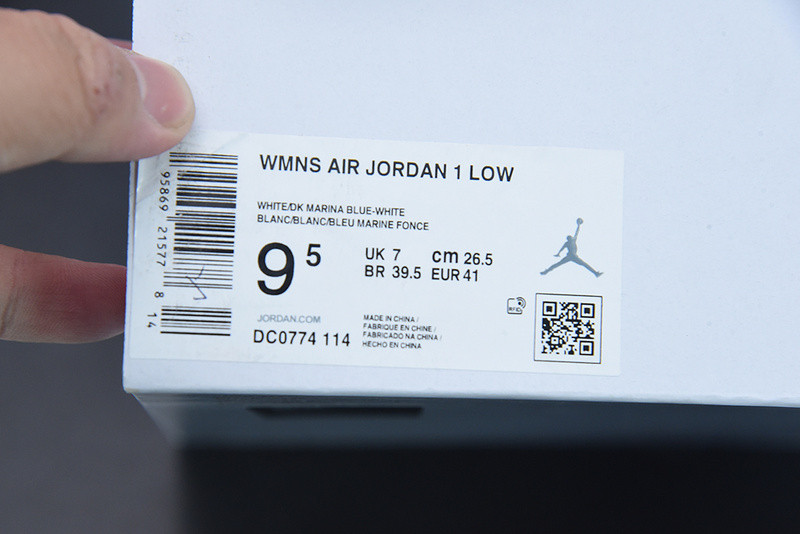 WMNS AIR JORDAN 1 LOW
WHITE/DK MARINA BLUE-WHITE
BLANC/BLANC/BLEU MARINE FONCE
9 5
UK 7 cm 26.5
BR 39.5 EUR 41
JORDAN.COM
DC0774 114
MADE IN CHINA /
FABRIQUE EN CHINE /
FABRICADO NA CHINA /
HECHO EN CHINA
RFID
95869 21577 8 14